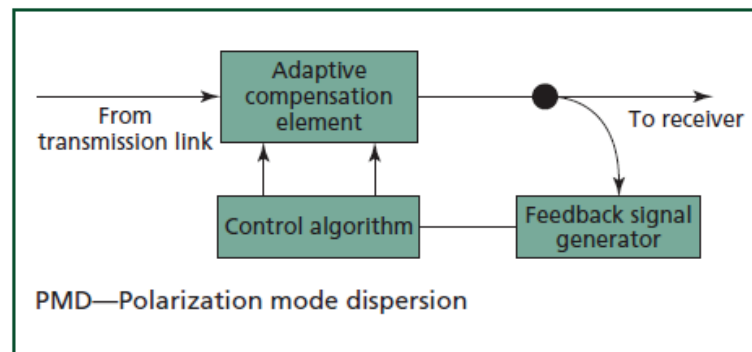 Adaptive
compensation
element
From
transmission link
To receiver
Control algorithm
Feedback signal
generator
PMD—Polarization mode dispersion